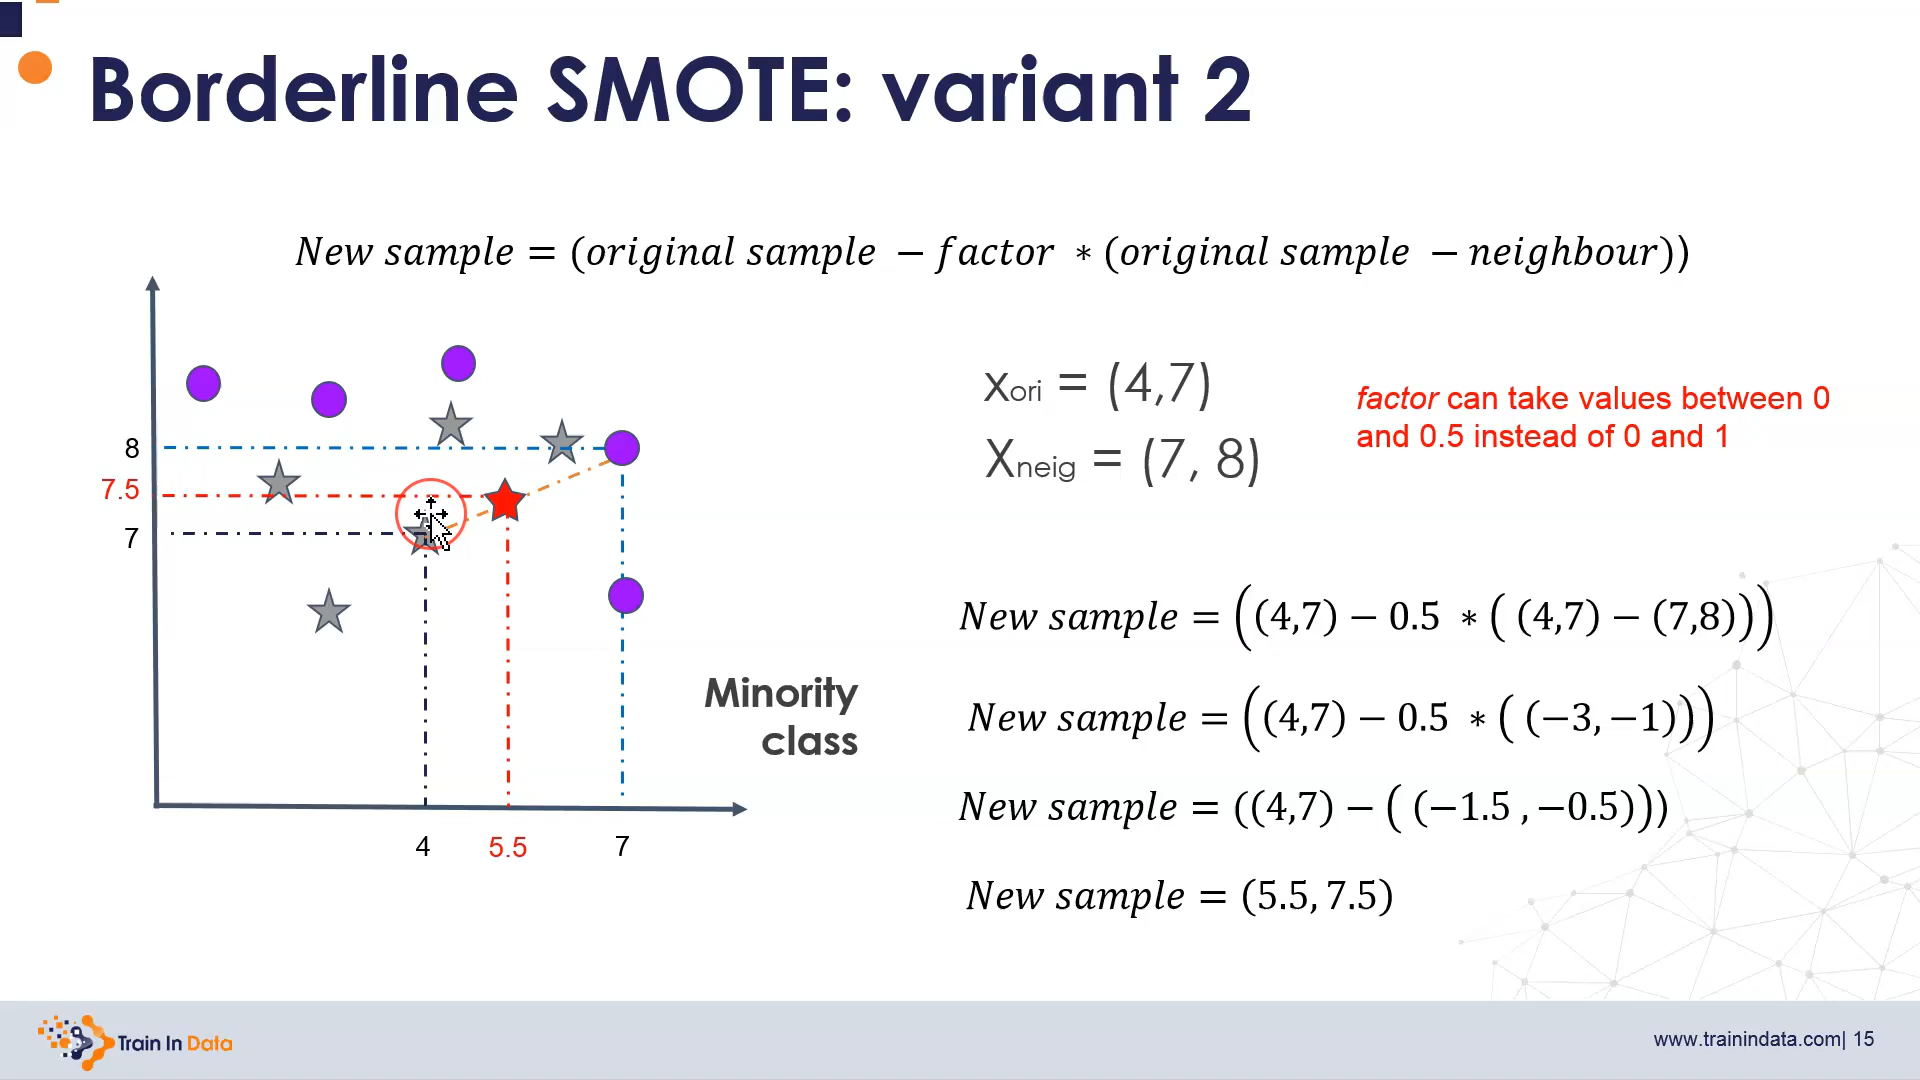 Borderline SMOTE: variant 2
New sample = (original sample − factor ∗ (original sample − neighbour))
8
7.5
7
4
5.5
7
Minority
class
xori = (4,7)
Xneig = (7, 8)
factor can take values between 0
and 0.5 instead of 0 and 1
New sample = ((4,7) − 0.5 ∗ ( (4,7) − (7,8)))
New sample = ((4,7) − 0.5 ∗ ( (−3, −1)))
New sample = ((4,7) − ( (−1.5 , −0.5)))
New sample = (5.5, 7.5)
Train In Data
www.trainindata.com| 15